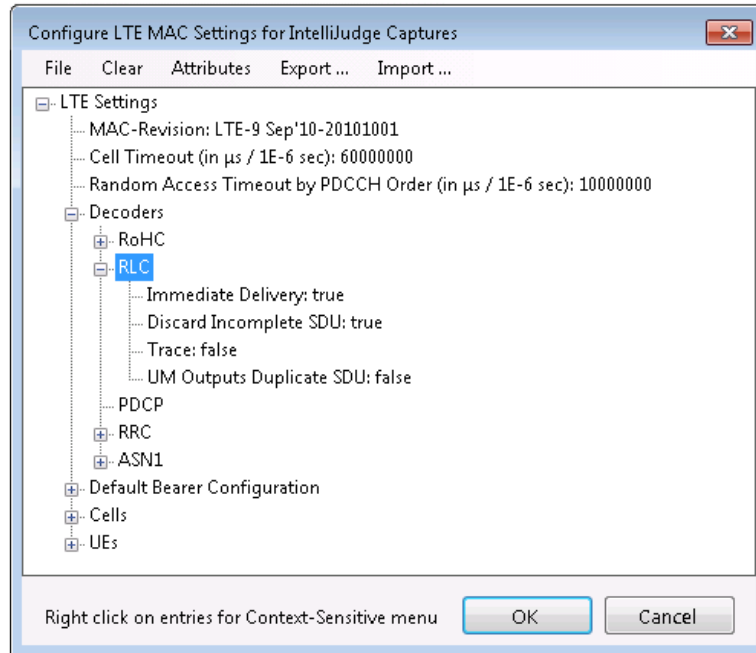 Configure LTE MAC Settings for IntelliJudge Captures
File Clear Attributes Export ... Import ...
LTE Settings
MAC-Revision: LTE-9 Sep'10-20101001
Cell Timeout (in µs / 1E-6 sec): 60000000
Random Access Timeout by PDCCH Order (in µs / 1E-6 sec): 10000000
Decoders
RoHC
RLC
Immediate Delivery: true
Discard Incomplete SDU: true
Trace: false
UM Outputs Duplicate SDU: false
PDCP
RRC
ASN1
Default Bearer Configuration
Cells
UEs
Right click on entries for Context-Sensitive menu OK Cancel